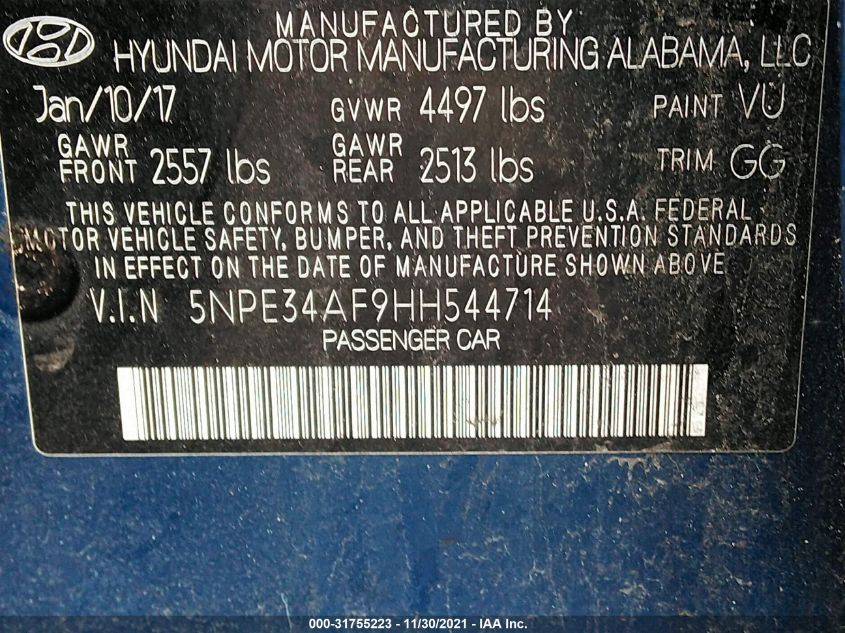 MANUFACTURED BY
HYUNDAI MOTOR MANUFACTURING ALABAMA, LLC
Jan/10/17 GVWR 4497 lbs PAINT VU
GAWR FRONT 2557 lbs GAWR REAR 2513 lbs TRIM GG
THIS VEHICLE CONFORMS TO ALL APPLICABLE U.S.A. FEDERAL
MOTOR VEHICLE SAFETY, BUMPER, AND THEFT PREVENTION STANDARDS
IN EFFECT ON THE DATE OF MANUFACTURE SHOWN ABOVE
V.I.N 5NPE34AF9HH544714
PASSENGER CAR
000-31755223 - 11/30/2021 - IAA Inc.